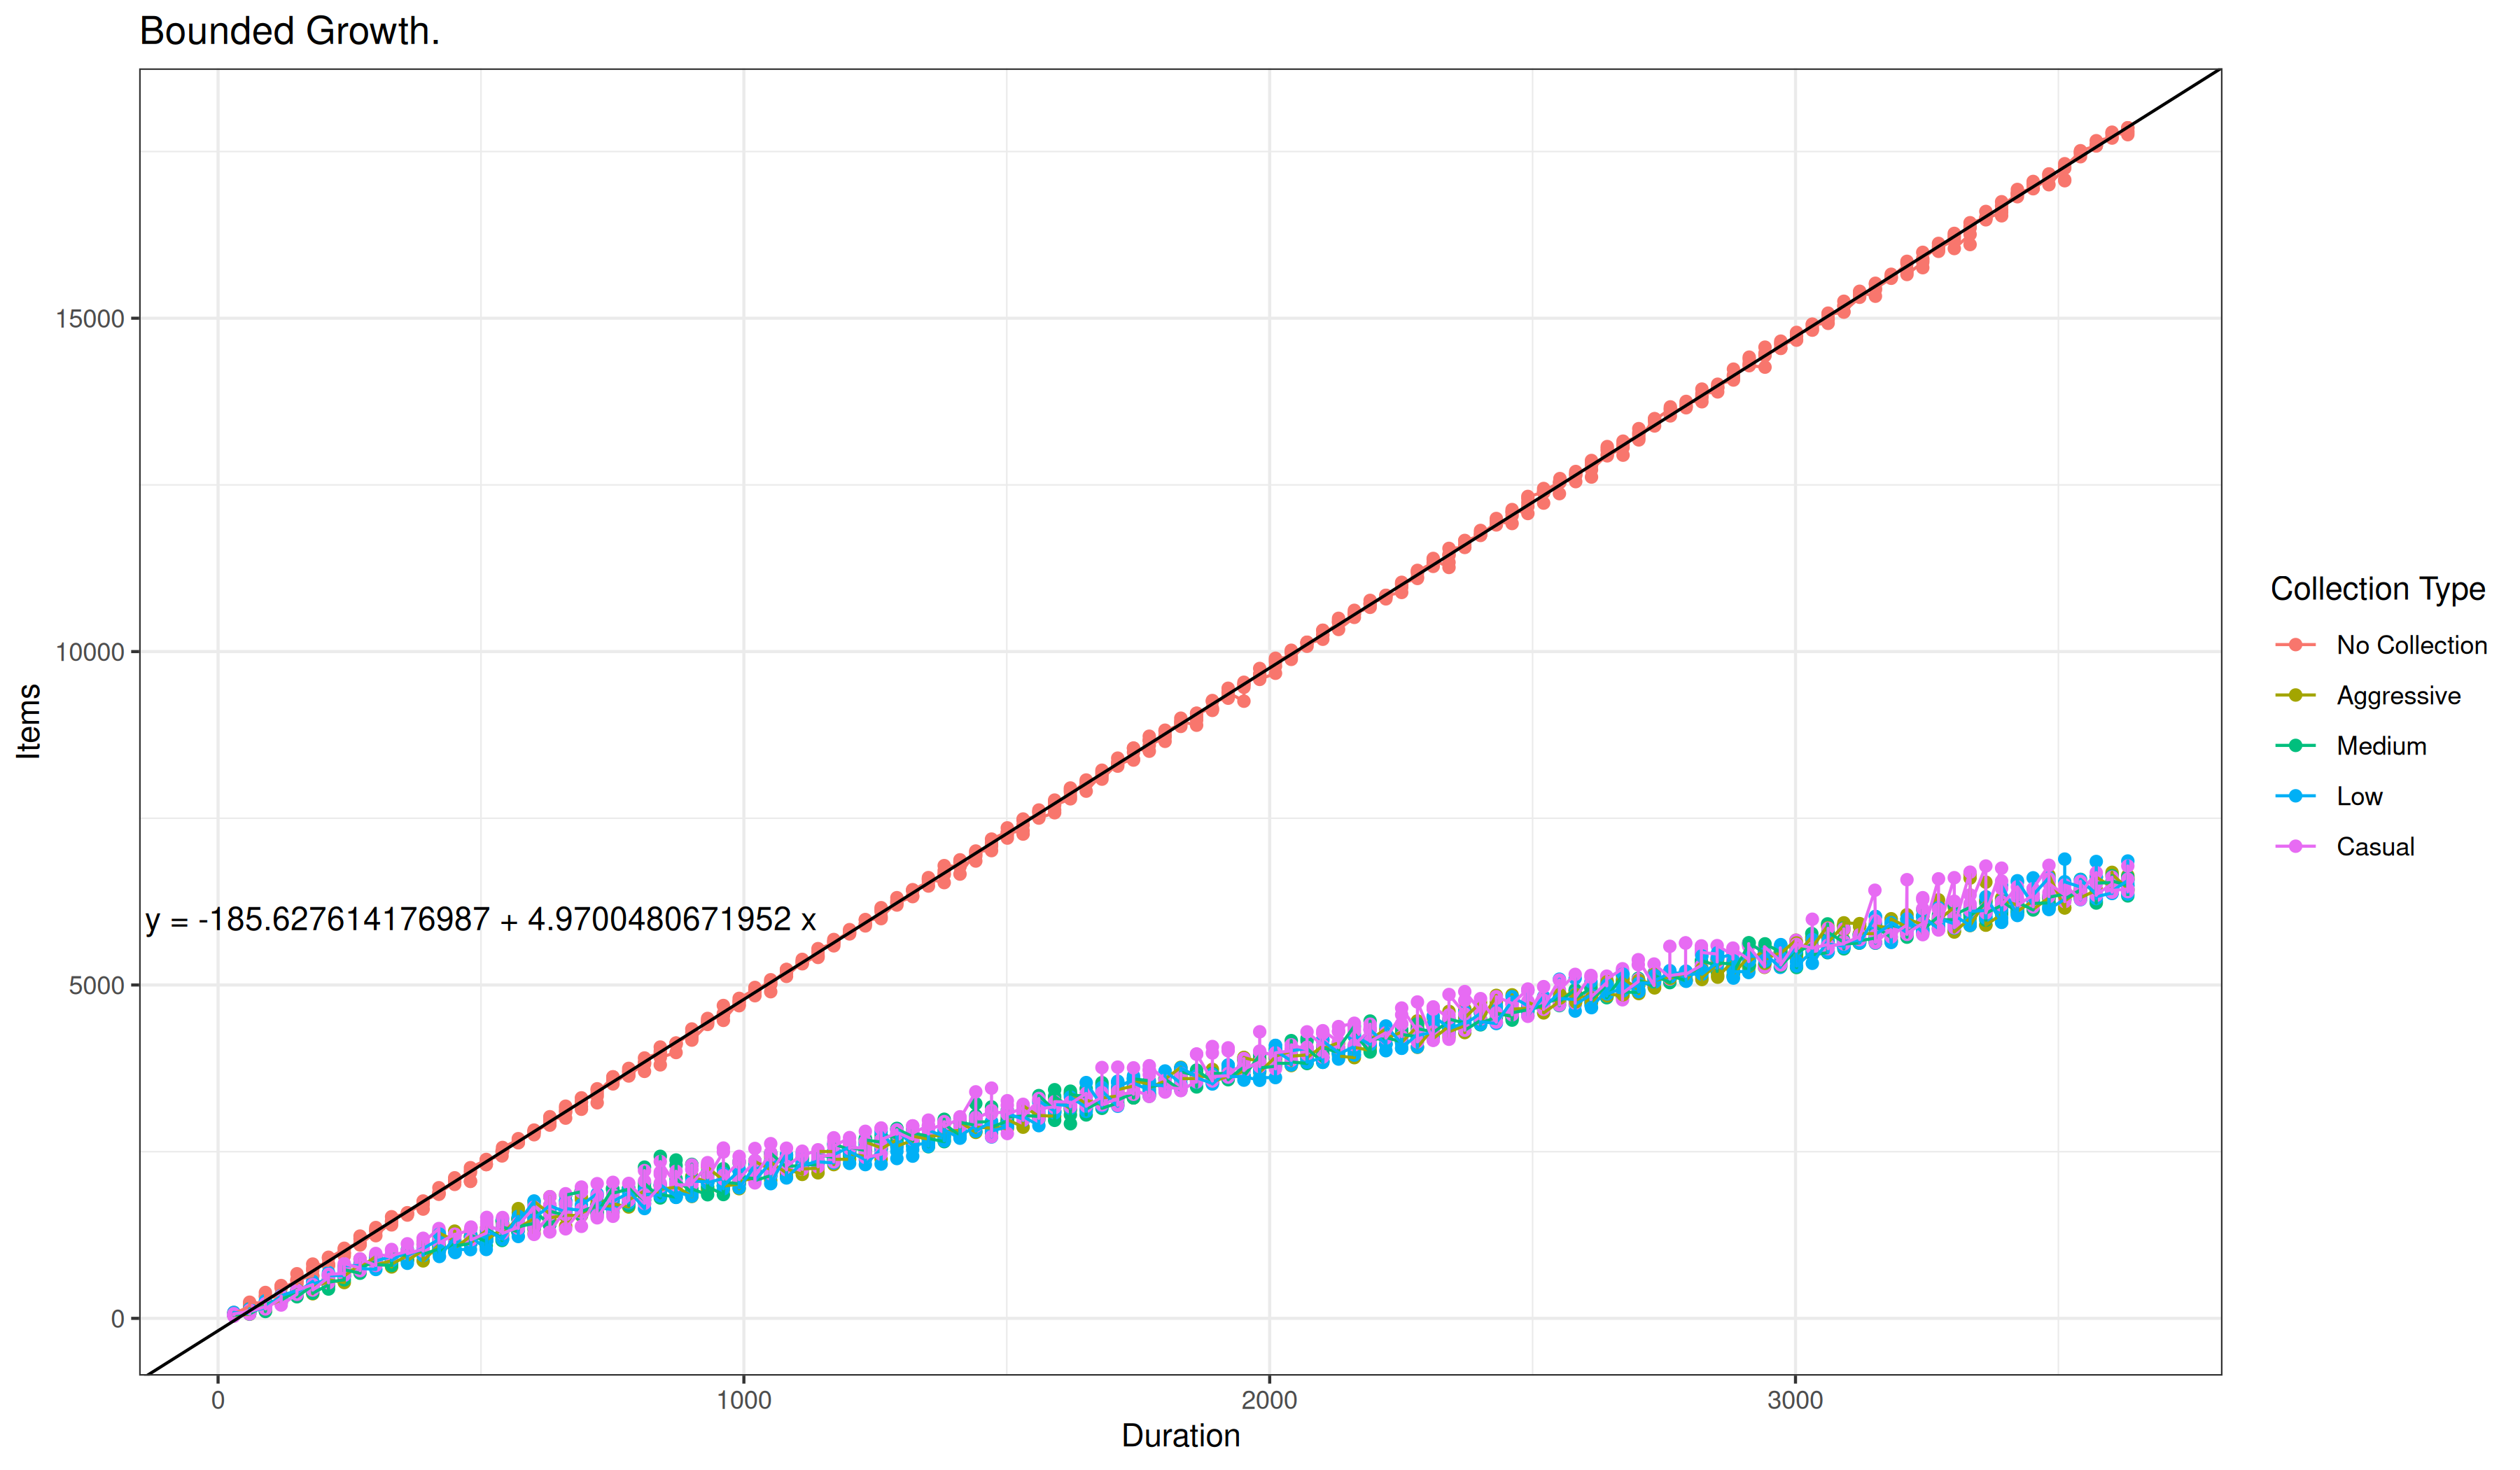 Bounded Growth.
15000
10000
5000
0
Items
y = -185.627614176987 + 4.9700480671952 x
0
1000
2000
3000
Duration
Collection Type
No Collection
Aggressive
Medium
Low
Casual